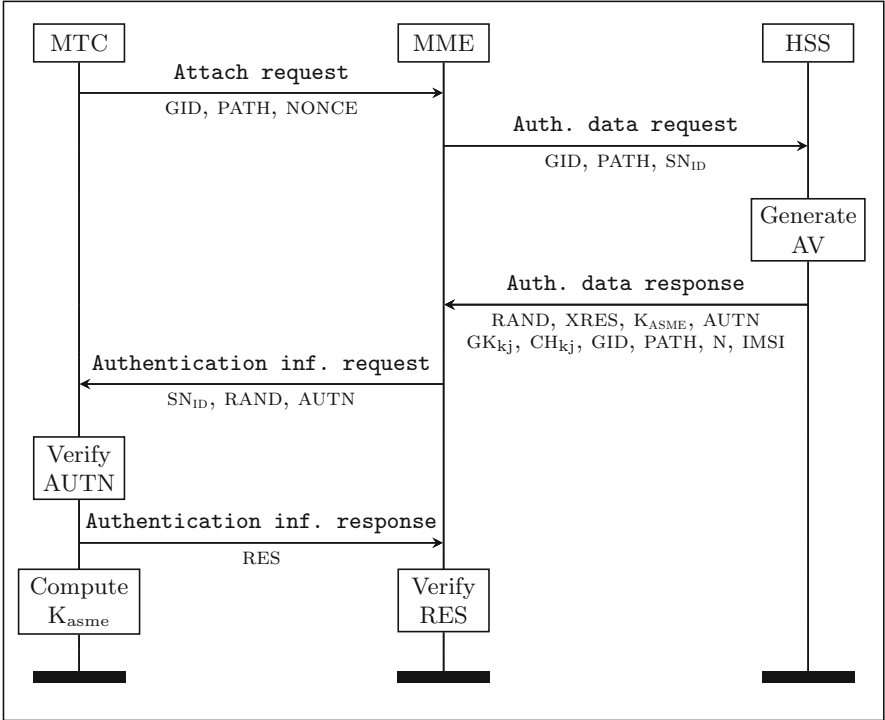 MTC MME HSS
Attach request
GID, PATH, NONCE
Auth. data request
GID, PATH, SN_ID
Generate
AV
Auth. data response
RAND, XRES, K_ASME, AUTN
GK_kj, CH_kj, GID, PATH, N, IMSI
Authentication inf. request
SN_ID, RAND, AUTN
Verify
AUTN
Authentication inf. response
RES
Compute
K_asme
Verify
RES